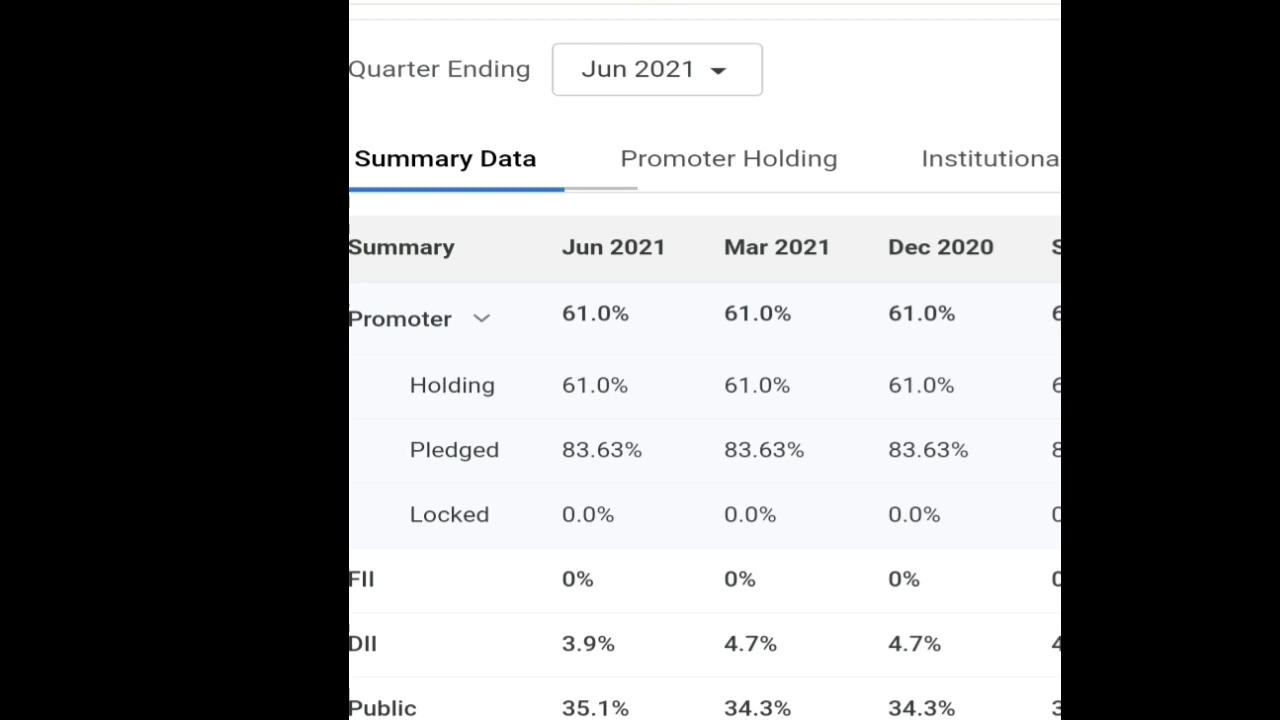 Quarter Ending Jun 2021
Summary Data Promoter Holding
Summary Jun 2021 Mar 2021 Dec 2020
Promoter 61.0% 61.0% 61.0%
Holding 61.0% 61.0% 61.0%
Pledged 83.63% 83.63% 83.63%
Locked 0.0% 0.0% 0.0%
FII 0% 0% 0%
DII 3.9% 4.7% 4.7%
Public 35.1% 34.3% 34.3%